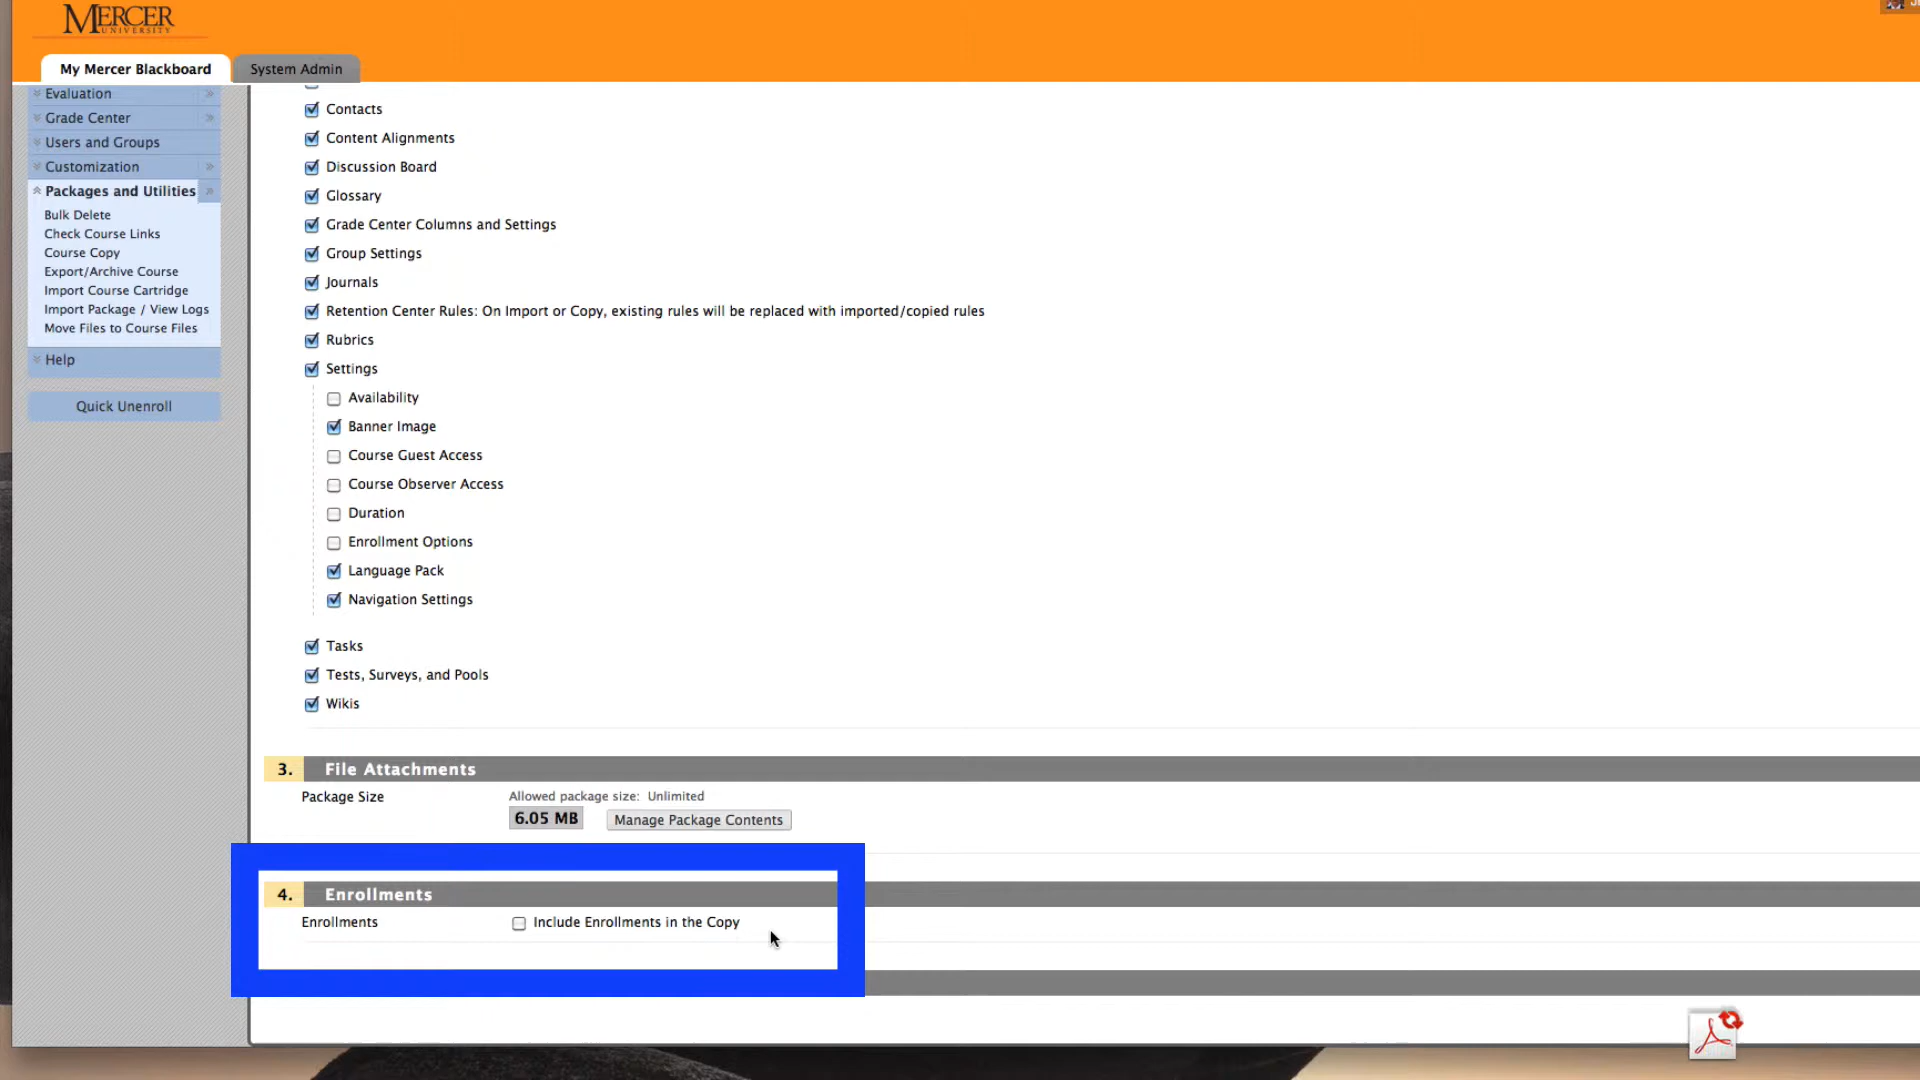 MERCER
UNIVERSITY
My Mercer Blackboard
System Admin
Evaluation
Grade Center
Users and Groups
Customization
Packages and Utilities
Bulk Delete
Check Course Links
Course Copy
Export/Archive Course
Import Course Cartridge
Import Package / View Logs
Move Files to Course Files
Help
Quick Unenroll
Contacts
Content Alignments
Discussion Board
Glossary
Grade Center Columns and Settings
Group Settings
Journals
Retention Center Rules: On Import or Copy, existing rules will be replaced with imported/copied rules
Rubrics
Settings
Availability
Banner Image
Course Guest Access
Course Observer Access
Duration
Enrollment Options
Language Pack
Navigation Settings
Tasks
Tests, Surveys, and Pools
Wikis
3. File Attachments
Package Size
Allowed package size: Unlimited
6.05 MB
Manage Package Contents
4. Enrollments
Enrollments
Include Enrollments in the Copy